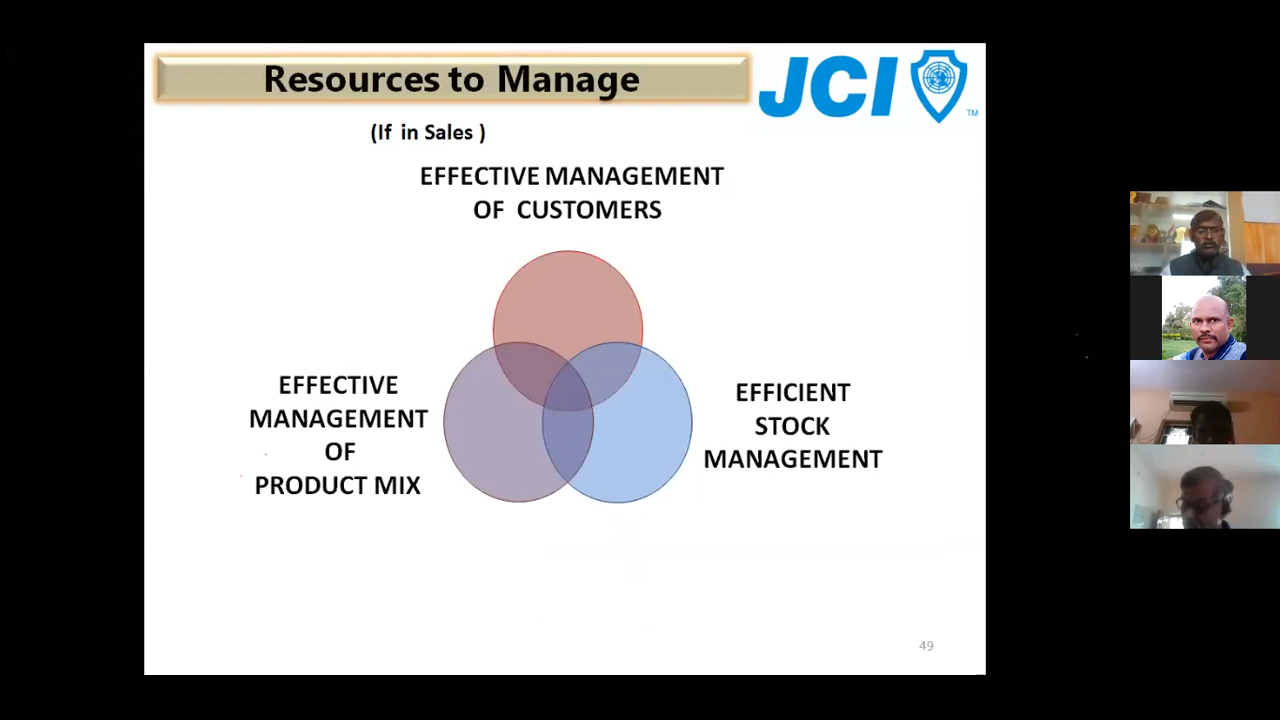 Resources to Manage
JCI
TM
(If in Sales )
EFFECTIVE MANAGEMENT
OF CUSTOMERS
EFFECTIVE
MANAGEMENT
OF
PRODUCT MIX
EFFICIENT
STOCK
MANAGEMENT
49